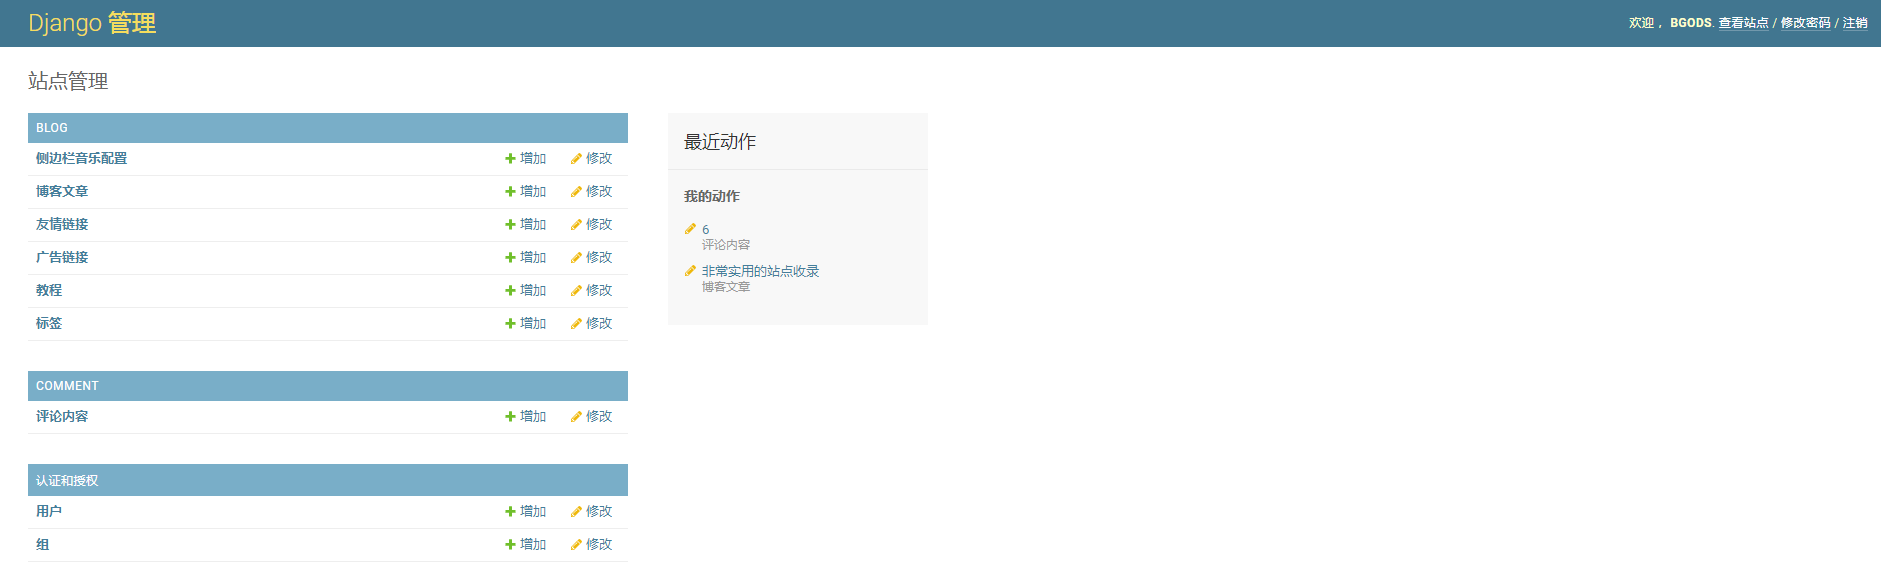 Django 管理
欢迎， BGODS. 查看站点 / 修改密码 / 注销
站点管理
BLOG
侧边栏音乐配置 增加 修改
博客文章 增加 修改
友情链接 增加 修改
广告链接 增加 修改
教程 增加 修改
标签 增加 修改
COMMENT
评论内容 增加 修改
认证和授权
用户 增加 修改
组 增加 修改
最近动作
我的动作
6
评论内容
非常实用的站点收录
博客文章